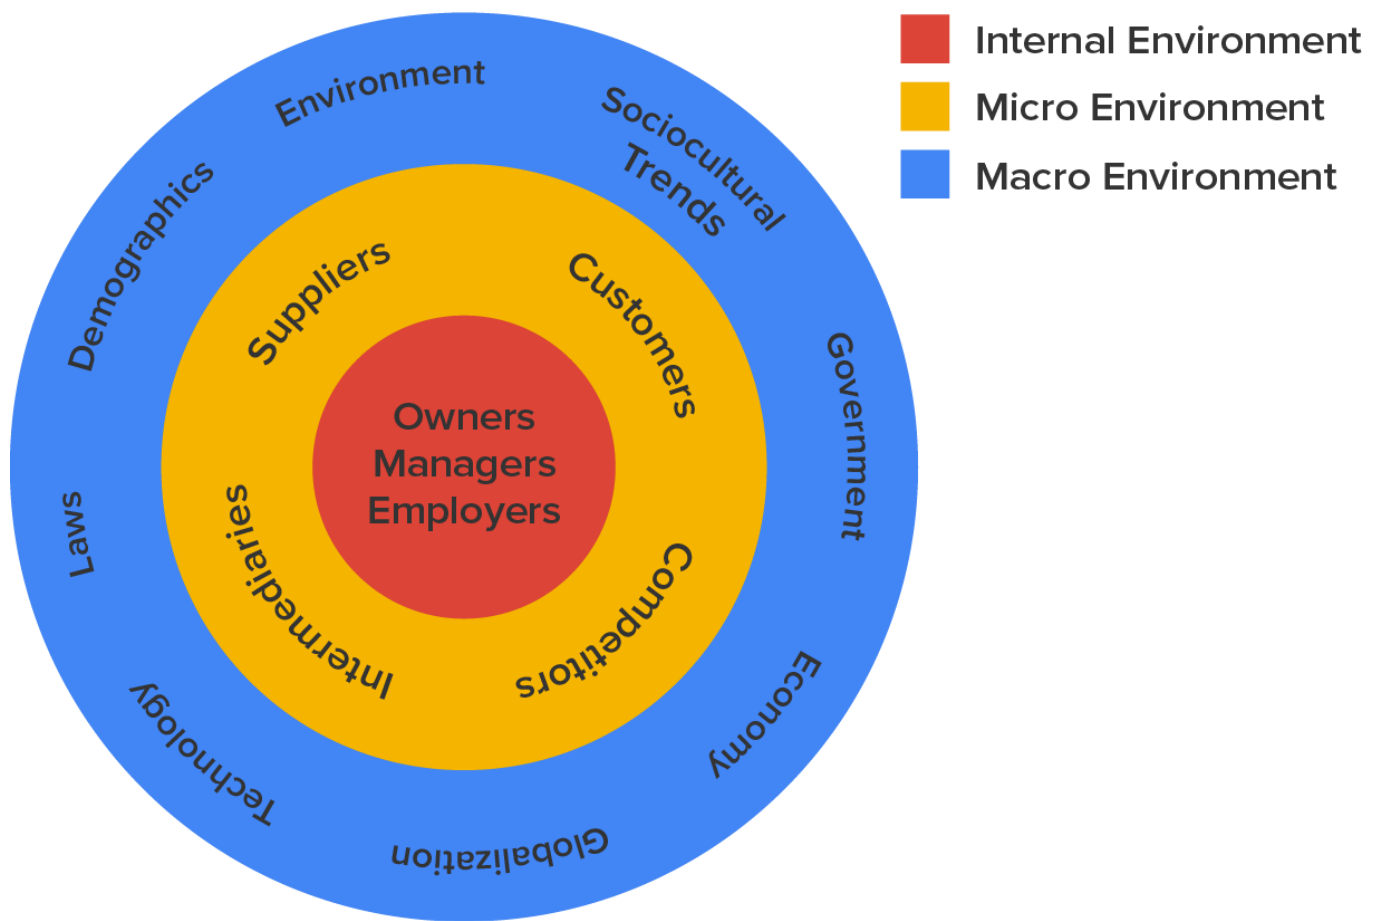 Internal Environment
Micro Environment
Macro Environment
Environment
Sociocultural
Trends
Government
Economy
Globalization
Technology
Laws
Demographics
Suppliers
Customers
Competitors
Intermediaries
Owners
Managers
Employers